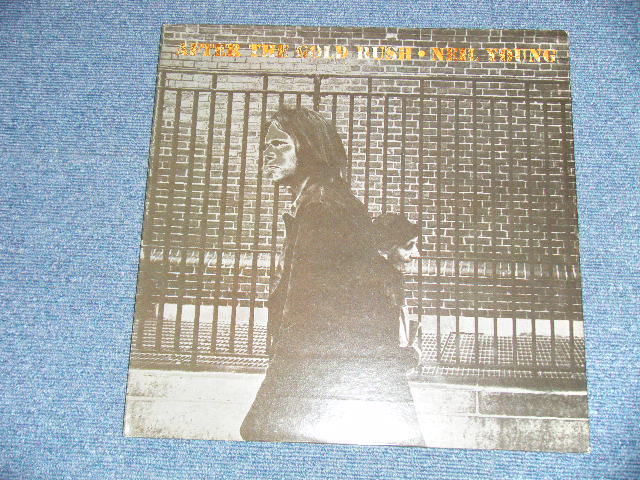 AFTER THE GOLD RUSH • NEIL YOUNG